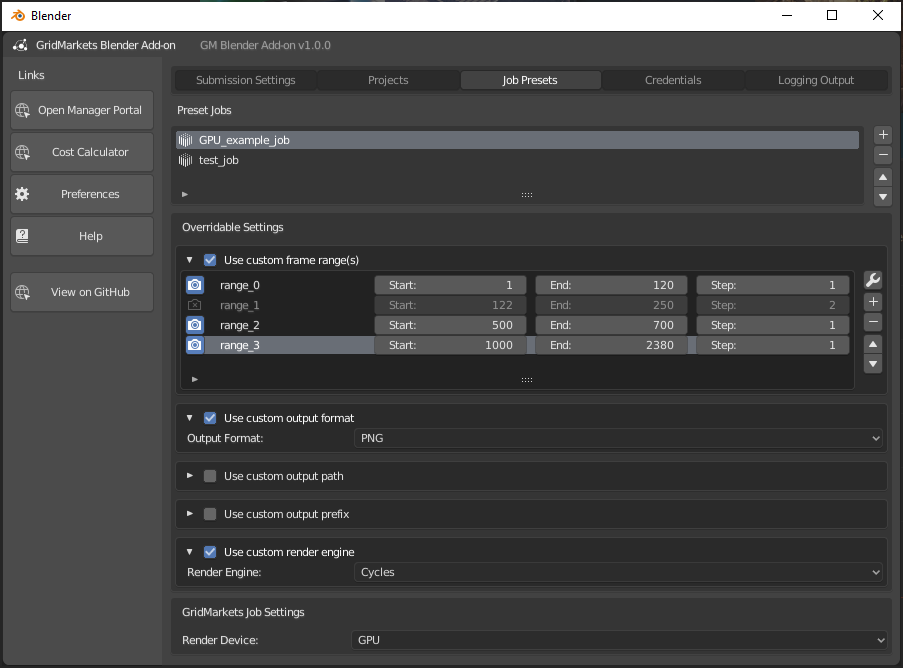 Blender
GridMarkets Blender Add-on GM Blender Add-on v1.0.0
Links
Open Manager Portal
Cost Calculator
Preferences
Help
View on GitHub
Submission Settings Projects Job Presets Credentials Logging Output
Preset Jobs
GPU_example_job
test_job
Overridable Settings
Use custom frame range(s)
range_0 Start: 1 End: 120 Step: 1
range_1 Start: 122 End: 250 Step: 2
range_2 Start: 500 End: 700 Step: 1
range_3 Start: 1000 End: 2380 Step: 1
Use custom output format
Output Format: PNG
Use custom output path
Use custom output prefix
Use custom render engine
Render Engine: Cycles
GridMarkets Job Settings
Render Device: GPU